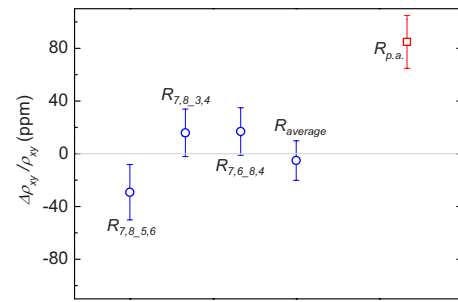 80
40
0
-40
-80
Δρxy/ρxy (ppm)
R7,8_3,4
Raverage
Rp.a.
R7,6_8,4
R7,8_5,6